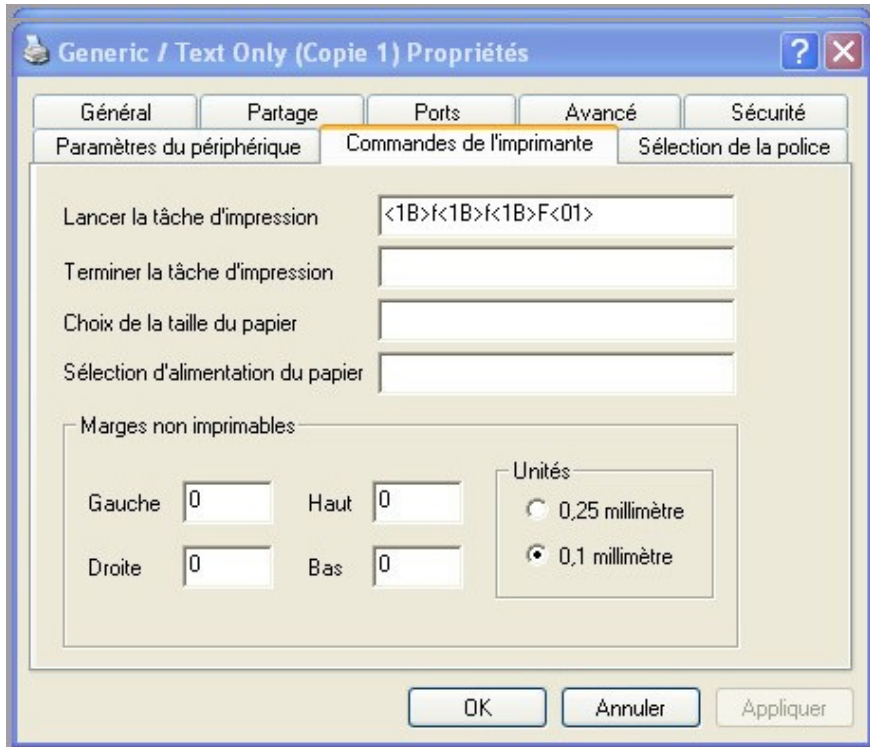 Generic / Text Only (Copie 1) Propriétés
Général Partage Ports Avancé Sécurité
Paramètres du périphérique Commandes de l'imprimante Sélection de la police
Lancer la tâche d'impression <1B>f<1B>f<1B>F<01>
Terminer la tâche d'impression
Choix de la taille du papier
Sélection d'alimentation du papier
Marges non imprimables
Unités
Gauche 0 Haut 0 0,25 millimètre
Droite 0 Bas 0 0,1 millimètre
OK Annuler Appliquer